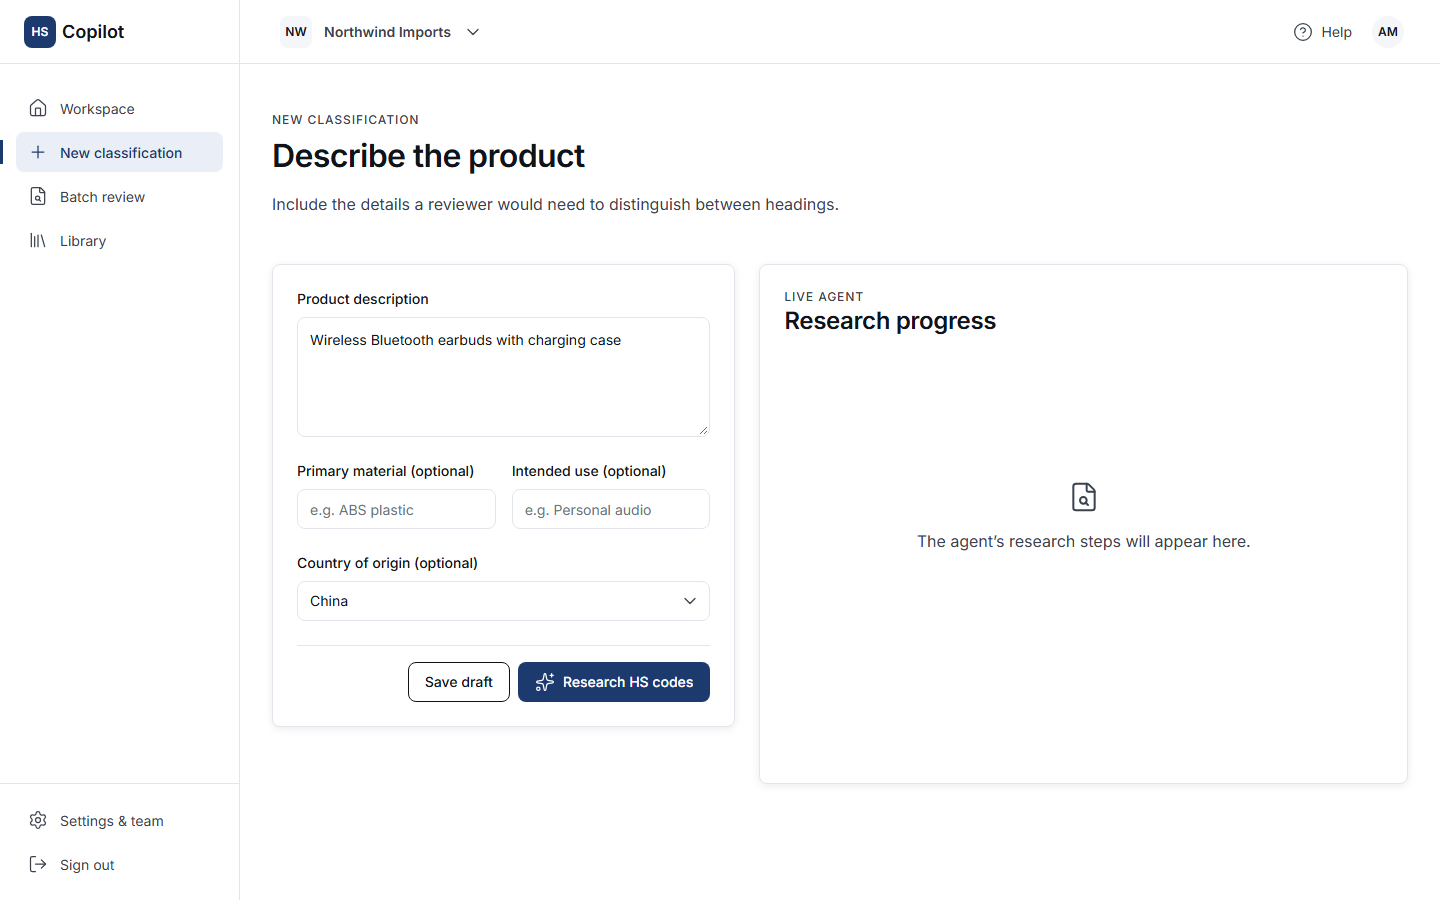 HS Copilot
NW Northwind Imports
Help
AM
Workspace
New classification
Batch review
Library
Settings & team
Sign out
NEW CLASSIFICATION
Describe the product
Include the details a reviewer would need to distinguish between headings.
Product description
Wireless Bluetooth earbuds with charging case
Primary material (optional)
e.g. ABS plastic
Intended use (optional)
e.g. Personal audio
Country of origin (optional)
China
Save draft
Research HS codes
LIVE AGENT
Research progress
The agent’s research steps will appear here.